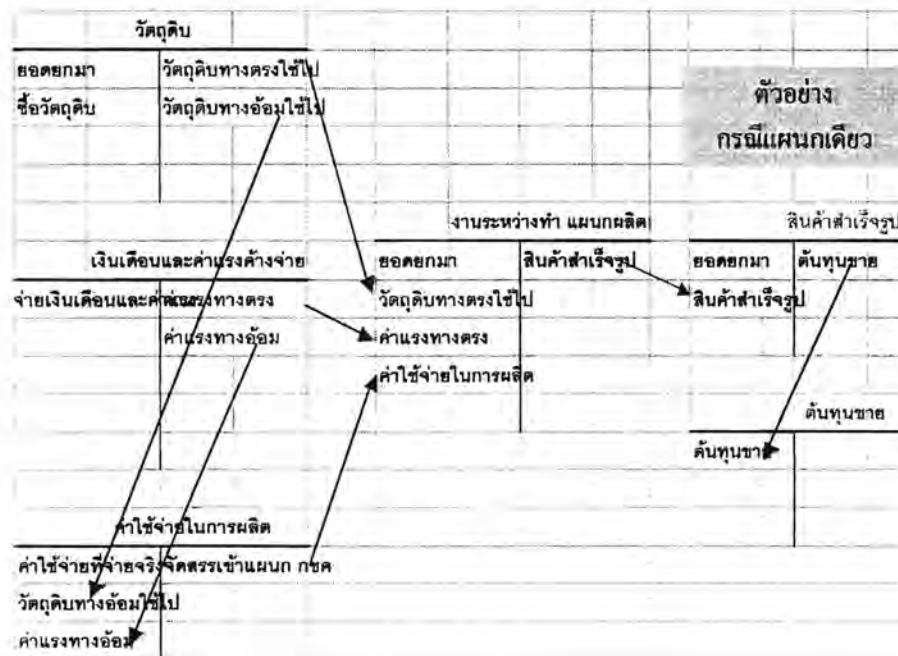 วัตถุดิบ
ยอดยกมา วัตถุดิบทางตรงใช้ไป
ซื้อวัตถุดิบ วัตถุดิบทางอ้อมใช้ไป
ตัวอย่าง
กรณีแผนกเดียว
งานระหว่างทำ แผนกผลิต
สินค้าสำเร็จรูป
ยอดยกมา สินค้าสำเร็จรูป
ยอดยกมา ต้นทุนขาย
เงินเดือนและค่าแรงค้างจ่าย
จ่ายเงินเดือนและค่าแรง ค่าแรงทางตรง
วัตถุดิบทางตรงใช้ไป
สินค้าสำเร็จรูป
ค่าแรงทางอ้อม
ค่าแรงทางตรง
ค่าใช้จ่ายในการผลิต
ต้นทุนขาย
ต้นทุนขาย
ค่าใช้จ่ายในการผลิต
ค่าใช้จ่ายที่จ่ายจริง จัดสรรเข้าแผนก
วัตถุดิบทางอ้อมใช้ไป
ค่าแรงทางอ้อม